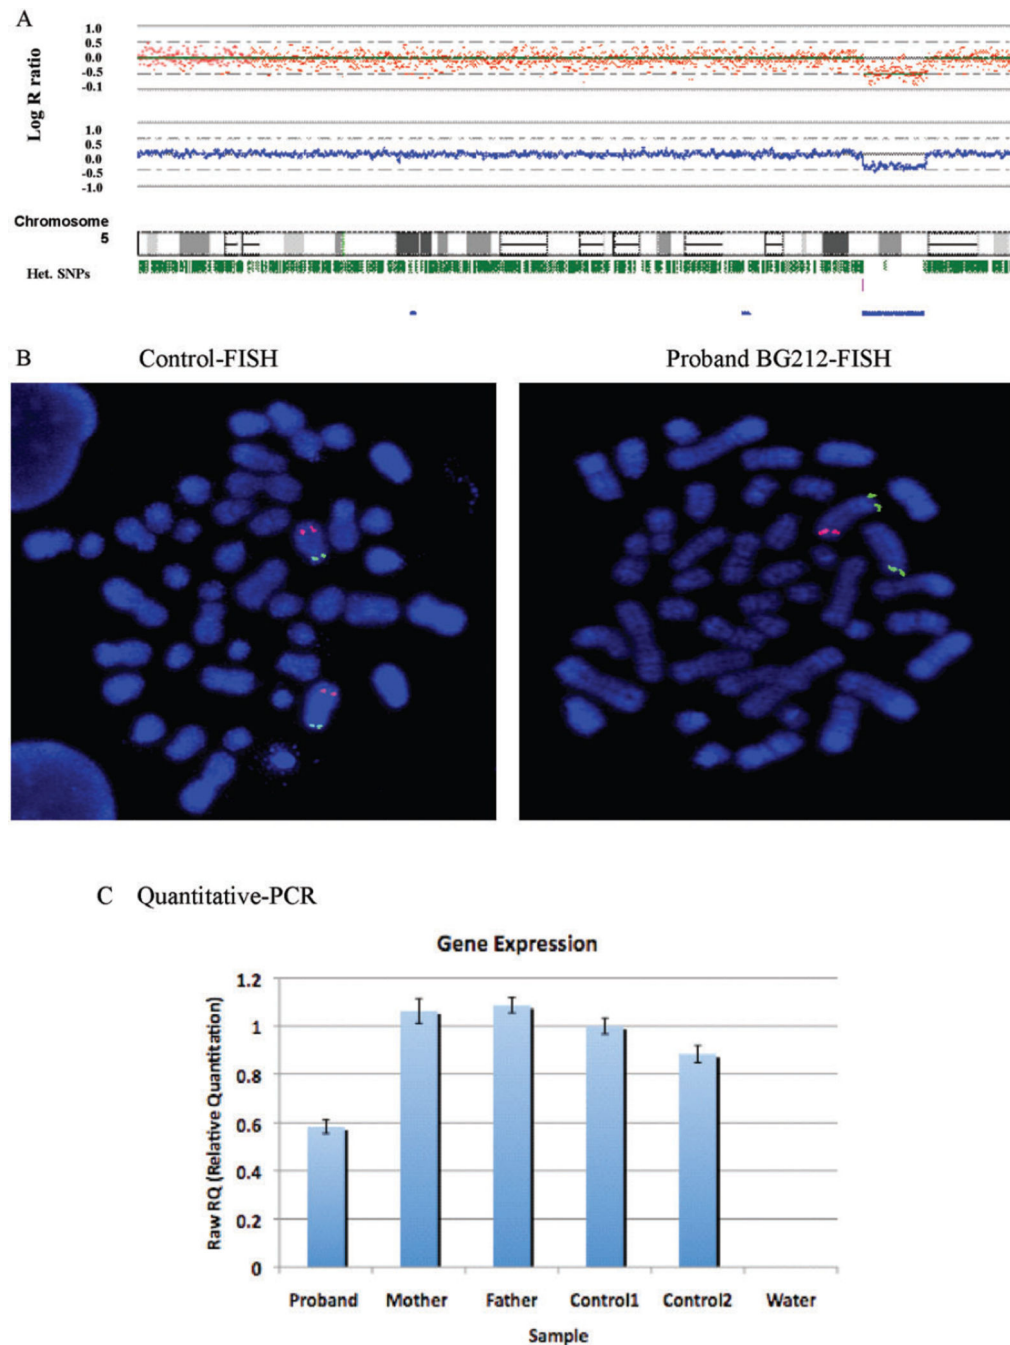 A
1.0
0.5
0.0
-0.5
-0.1
Log R ratio
1.0
0.5
0.0
-0.5
-1.0
Chromosome
5
Het. SNPs
B
Control-FISH
Proband BG212-FISH
C Quantitative-PCR
Gene Expression
Raw RQ (Relative Quantitation)
1.2
1
0.8
0.6
0.4
0.2
0
Proband Mother Father Control1 Control2 Water
Sample